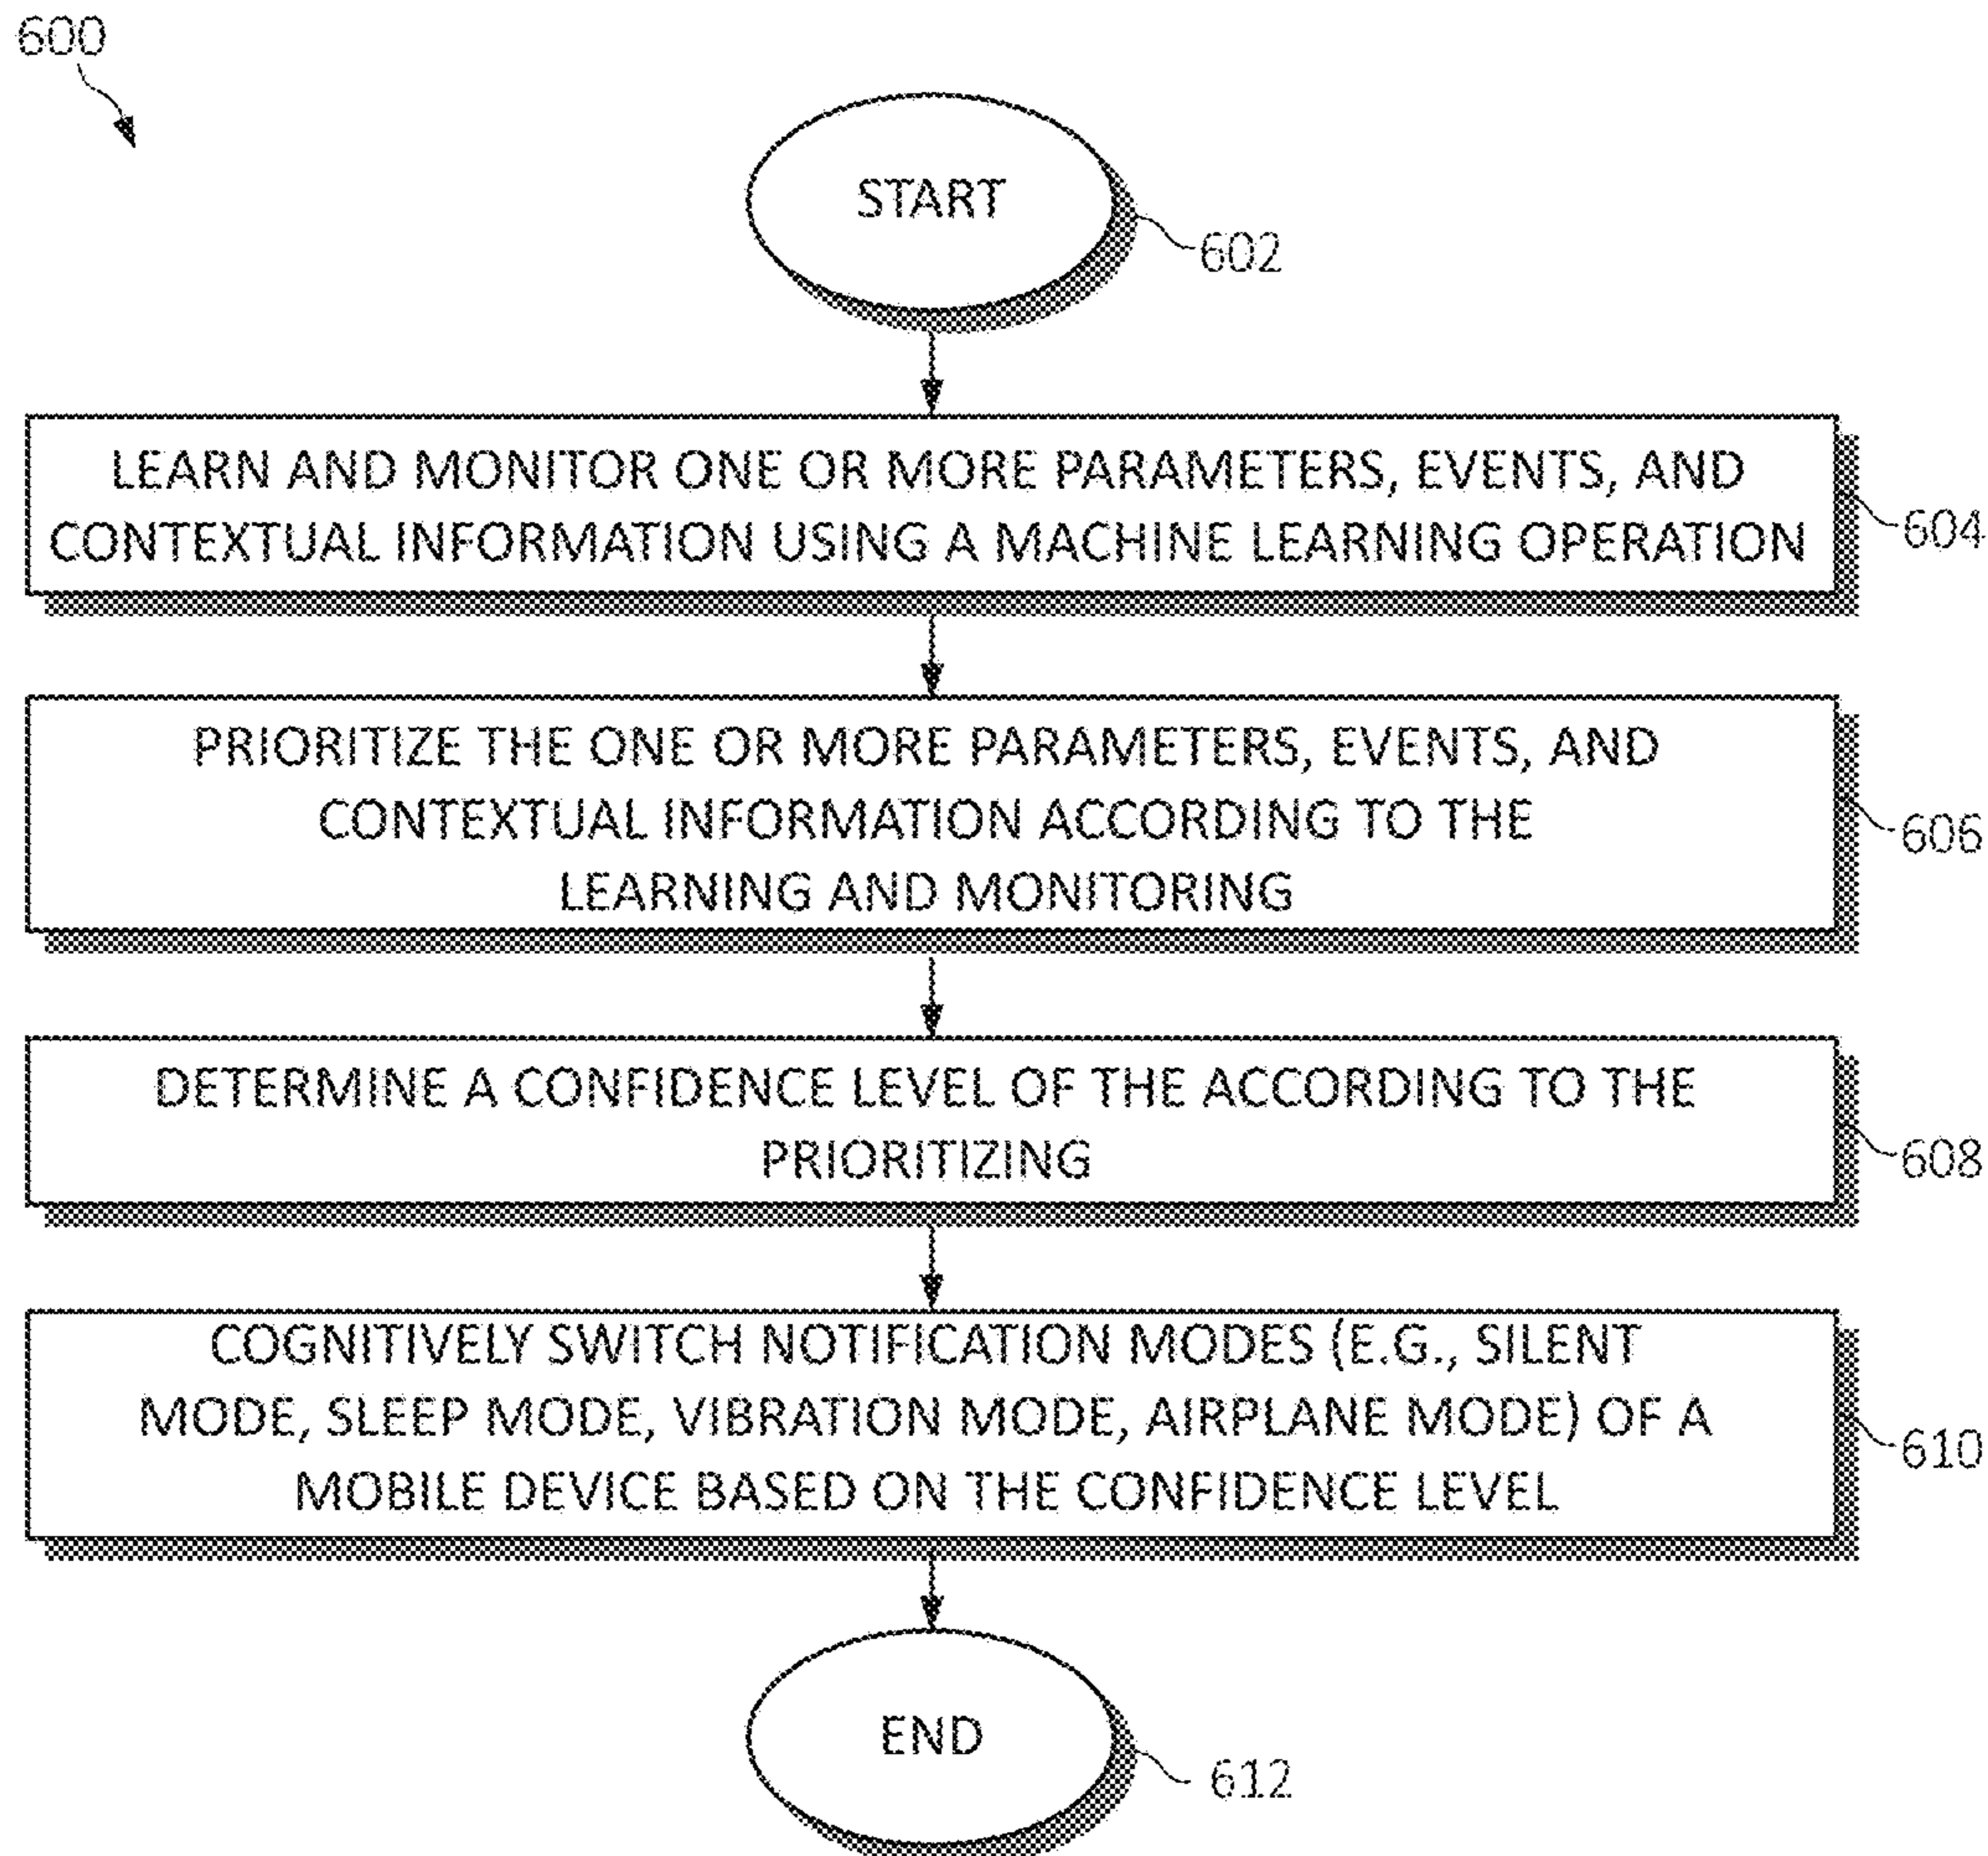 600
START
602
LEARN AND MONITOR ONE OR MORE PARAMETERS, EVENTS, AND
CONTEXTUAL INFORMATION USING A MACHINE LEARNING OPERATION
604
PRIORITIZE THE ONE OR MORE PARAMETERS, EVENTS, AND
CONTEXTUAL INFORMATION ACCORDING TO THE
LEARNING AND MONITORING
606
DETERMINE A CONFIDENCE LEVEL OF THE ACCORDING TO THE
PRIORITIZING
608
COGNITIVELY SWITCH NOTIFICATION MODES (E.G., SILENT
MODE, SLEEP MODE, VIBRATION MODE, AIRPLANE MODE) OF A
MOBILE DEVICE BASED ON THE CONFIDENCE LEVEL
610
END
612